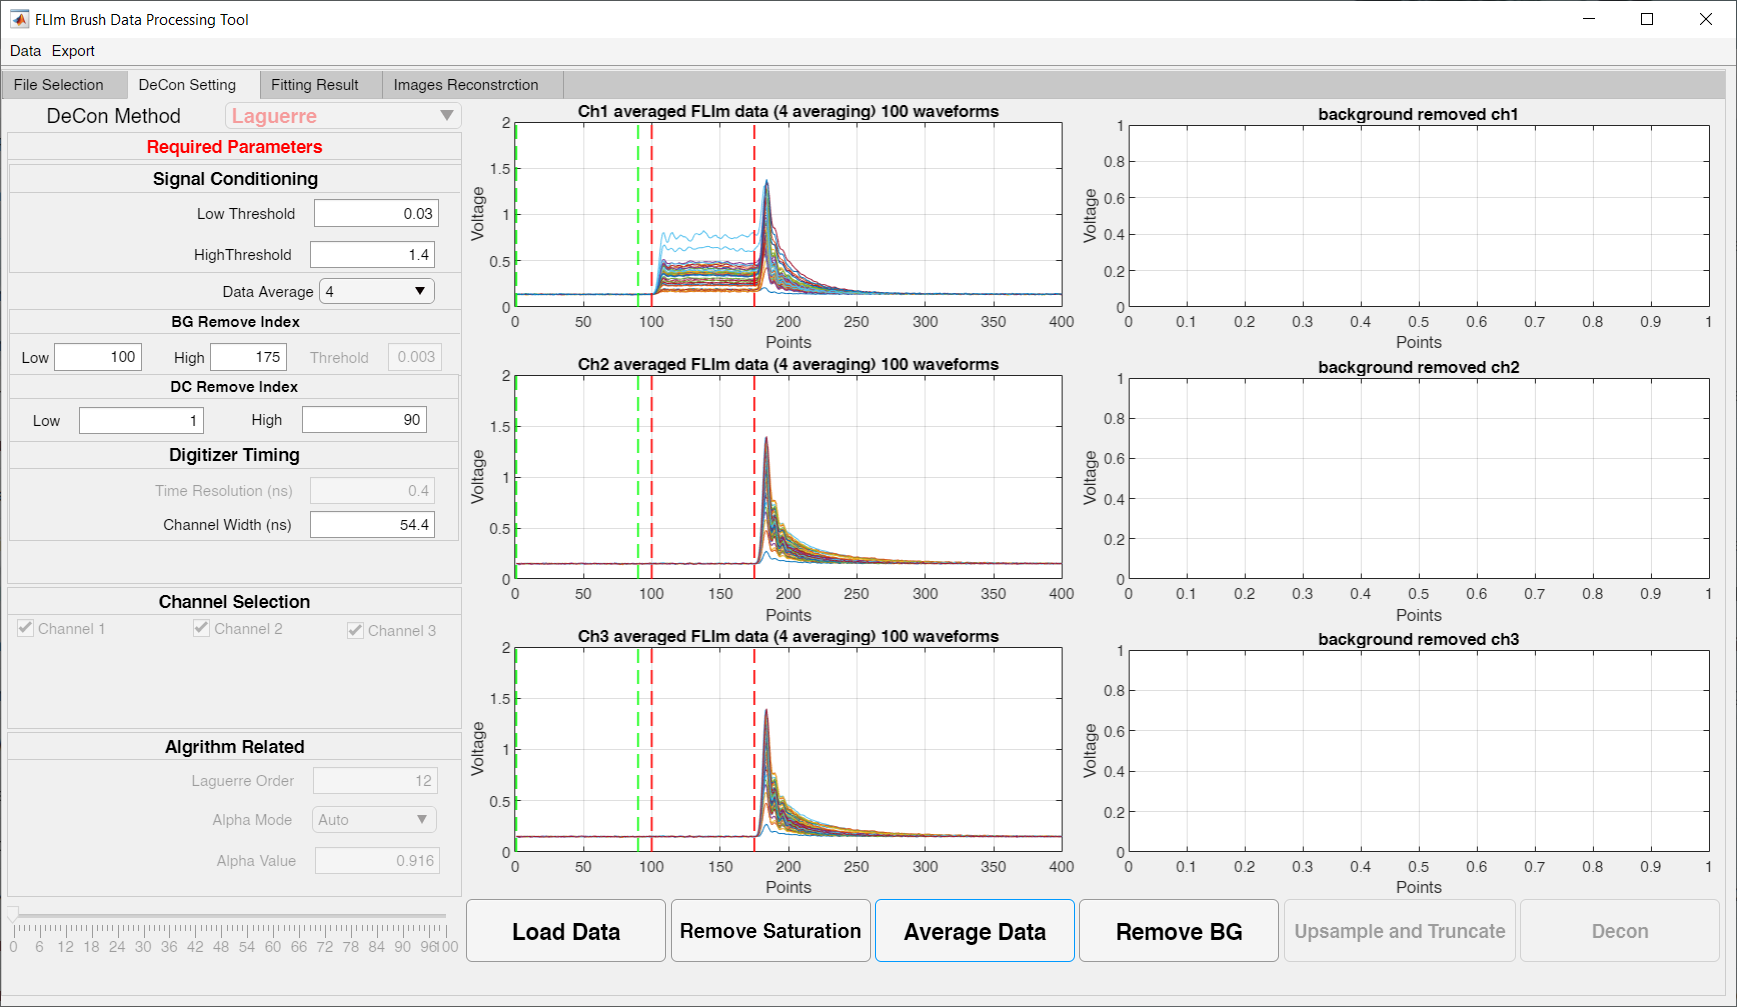 FLIm Brush Data Processing Tool
Data Export
File Selection DeCon Setting Fitting Result Images Reconstrction
DeCon Method Laguerre
Required Parameters
Signal Conditioning
Low Threshold 0.03
HighThreshold 1.4
Data Average 4
BG Remove Index
Low 100 High 175 Threhold 0.003
DC Remove Index
Low 1 High 90
Digitizer Timing
Time Resolution (ns) 0.4
Channel Width (ns) 54.4
Channel Selection
Channel 1 Channel 2 Channel 3
Algrithm Related
Laguerre Order 12
Alpha Mode Auto
Alpha Value 0.916
0 6 12 18 24 30 36 42 48 54 60 66 72 78 84 90 96 100
Ch1 averaged FLIm data (4 averaging) 100 waveforms
Voltage
2
1.5
1
0.5
0
0 50 100 150 200 250 300 350 400
Points
background removed ch1
Voltage
1
0.8
0.6
0.4
0.2
0
0 0.1 0.2 0.3 0.4 0.5 0.6 0.7 0.8 0.9 1
Points
Ch2 averaged FLIm data (4 averaging) 100 waveforms
Voltage
2
1.5
1
0.5
0
0 50 100 150 200 250 300 350 400
Points
background removed ch2
Voltage
1
0.8
0.6
0.4
0.2
0
0 0.1 0.2 0.3 0.4 0.5 0.6 0.7 0.8 0.9 1
Points
Ch3 averaged FLIm data (4 averaging) 100 waveforms
Voltage
2
1.5
1
0.5
0
0 50 100 150 200 250 300 350 400
Points
background removed ch3
Voltage
1
0.8
0.6
0.4
0.2
0
0 0.1 0.2 0.3 0.4 0.5 0.6 0.7 0.8 0.9 1
Points
Load Data Remove Saturation Average Data Remove BG Upsample and Truncate Decon